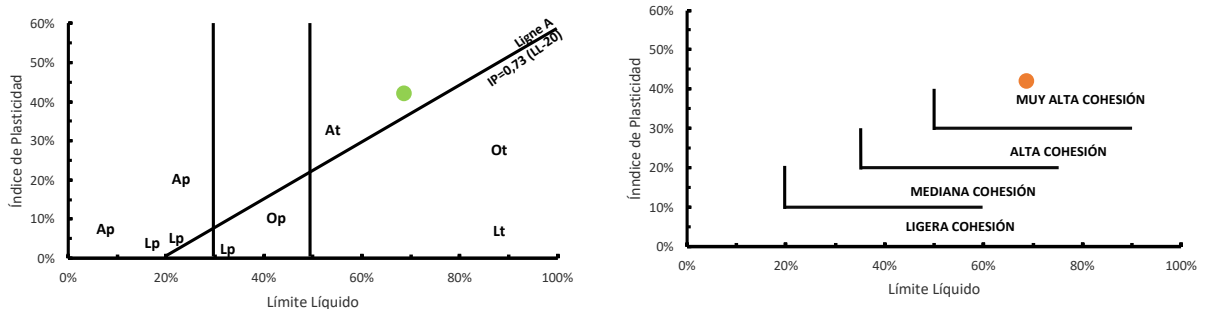 60%
50%
40%
30%
20%
10%
0%
Índice de Plasticidad
Ligne A
IP=0,73 (LL-20)
At
Ot
Ap
Op
Ap
Lp
Lp
Lp
Lt
0%
20%
40%
60%
80%
100%
Límite Líquido
60%
50%
40%
30%
20%
10%
0%
Ínndice de Plasticidad
MUY ALTA COHESIÓN
ALTA COHESIÓN
MEDIANA COHESIÓN
LIGERA COHESIÓN
0%
20%
40%
60%
80%
100%
Límite Líquido